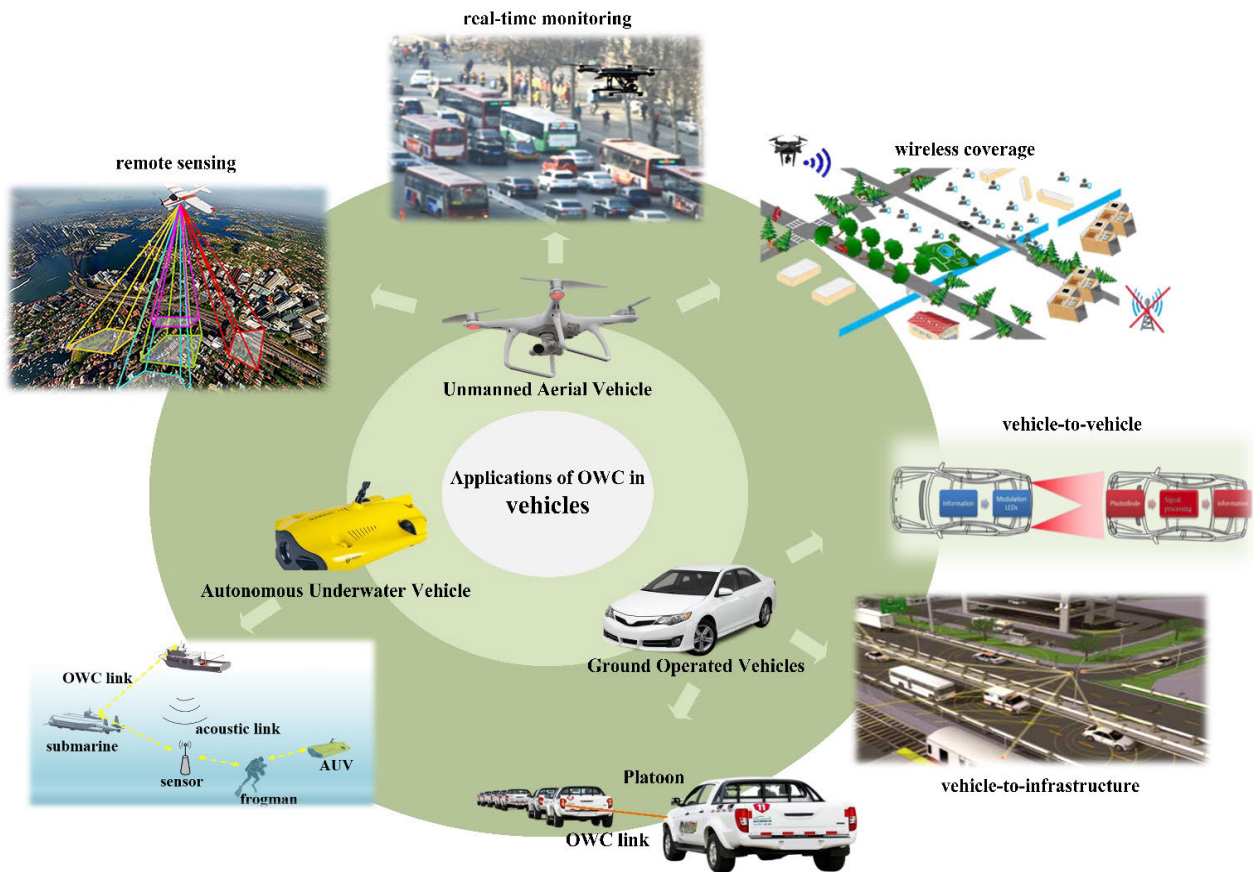 real-time monitoring
remote sensing
wireless coverage
Unmanned Aerial Vehicle
vehicle-to-vehicle
Information
Modulation
LEDs
Photodiode
Signal
processing
Information
Applications of OWC in
vehicles
Autonomous Underwater Vehicle
Ground Operated Vehicles
OWC link
acoustic link
submarine
sensor
frogman
AUV
Platoon
OWC link
11
vehicle-to-infrastructure